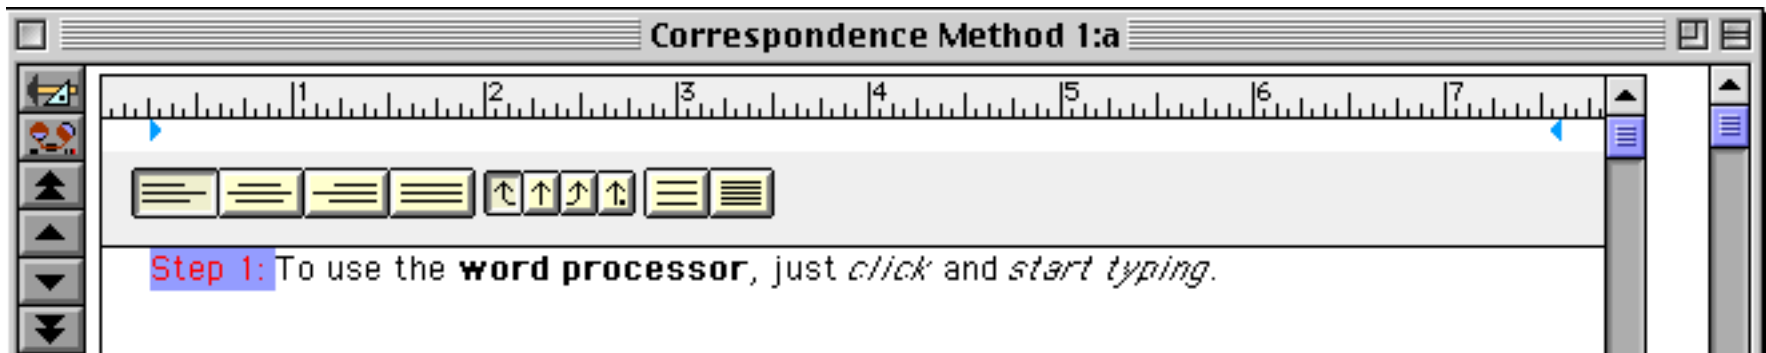 Correspondence Method 1:a
1 2 3 4 5 6 7
Step 1: To use the word processor, just click and start typing.